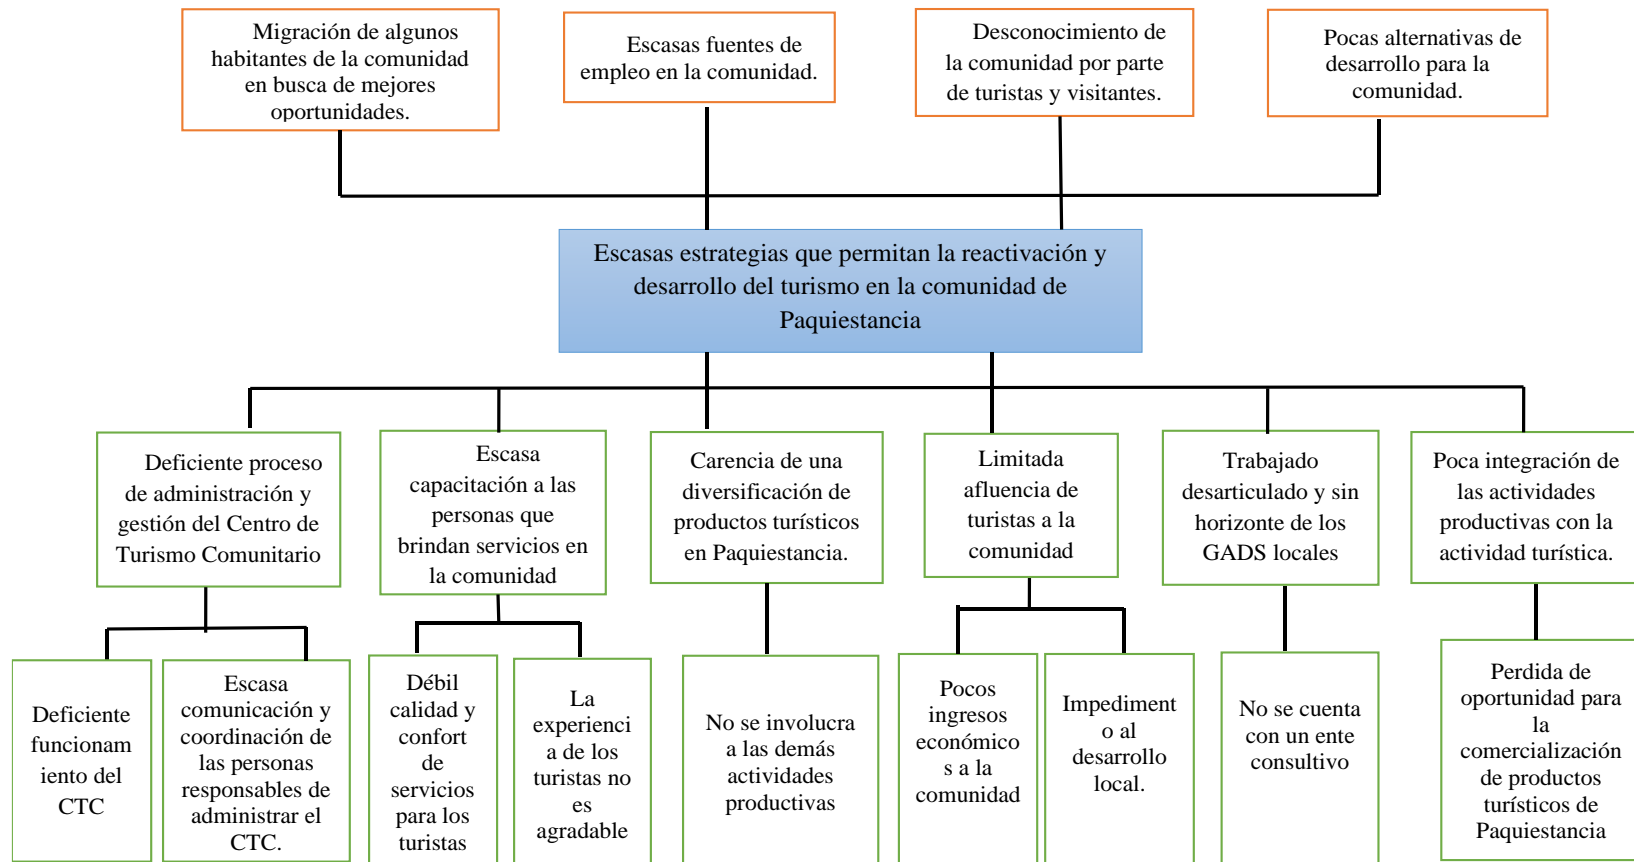 Migración de algunos
habitantes de la comunidad
en busca de mejores
oportunidades.
Escasas fuentes de
empleo en la comunidad.
Desconocimiento de
la comunidad por parte
de turistas y visitantes.
Pocas alternativas de
desarrollo para la
comunidad.
Escasas estrategias que permitan la reactivación y
desarrollo del turismo en la comunidad de
Paquiestancia
Deficiente proceso
de administración y
gestión del Centro de
Turismo Comunitario
Escasa
capacitación a las
personas que
brindan servicios en
la comunidad
Carencia de una
diversificación de
productos turísticos
en Paquiestancia.
Limitada
afluencia de
turistas a la
comunidad
Trabajado
desarticulado y sin
horizonte de los
GADS locales
Poca integración de
las actividades
productivas con la
actividad turística.
Deficiente
funcionam
iento del
CTC
Escasa
comunicación y
coordinación de
las personas
responsables de
administrar el
CTC.
Débil
calidad y
confort
de
servicios
para los
turistas
La
experienci
a de los
turistas no
es
agradable
No se involucra
a las demás
actividades
productivas
Pocos
ingresos
económico
s a la
comunidad
Impediment
o al
desarrollo
local.
No se cuenta
con un ente
consultivo
Perdida de
oportunidad para
la
comercialización
de productos
turísticos de
Paquiestancia